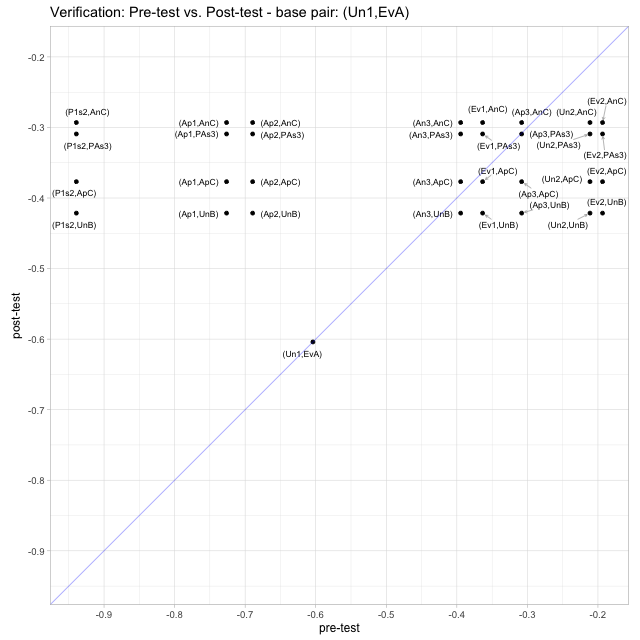 Verification: Pre-test vs. Post-test - base pair: (Un1,EvA)
-0.2
(Ev2,AnC)
(Ev1,AnC)
(P1s2,AnC) (Ap3,AnC) (Un2,AnC)
(Ap1,AnC) (Ap2,AnC) (An3,AnC)
-0.3
(Ap1,PAs3) (Ap2,PAs3) (An3,PAs3) (Ap3,PAs3)
(P1s2,PAs3) (Ev1,PAs3) (Un2,PAs3)
(Ev2,PAs3)
(Ev1,ApC) (Ev2,ApC)
(Ap1,ApC) (Ap2,ApC) (An3,ApC) (Un2,ApC)
(P1s2,ApC) (Ap3,ApC)
-0.4
(Ap3,UnB) (Ev2,UnB)
(Ap1,UnB) (Ap2,UnB) (An3,UnB)
(P1s2,UnB) (Ev1,UnB) (Un2,UnB)
-0.5
-0.6
(Un1,EvA)
-0.7
-0.8
-0.9
post-test
-0.9 -0.8 -0.7 -0.6 -0.5 -0.4 -0.3 -0.2
pre-test